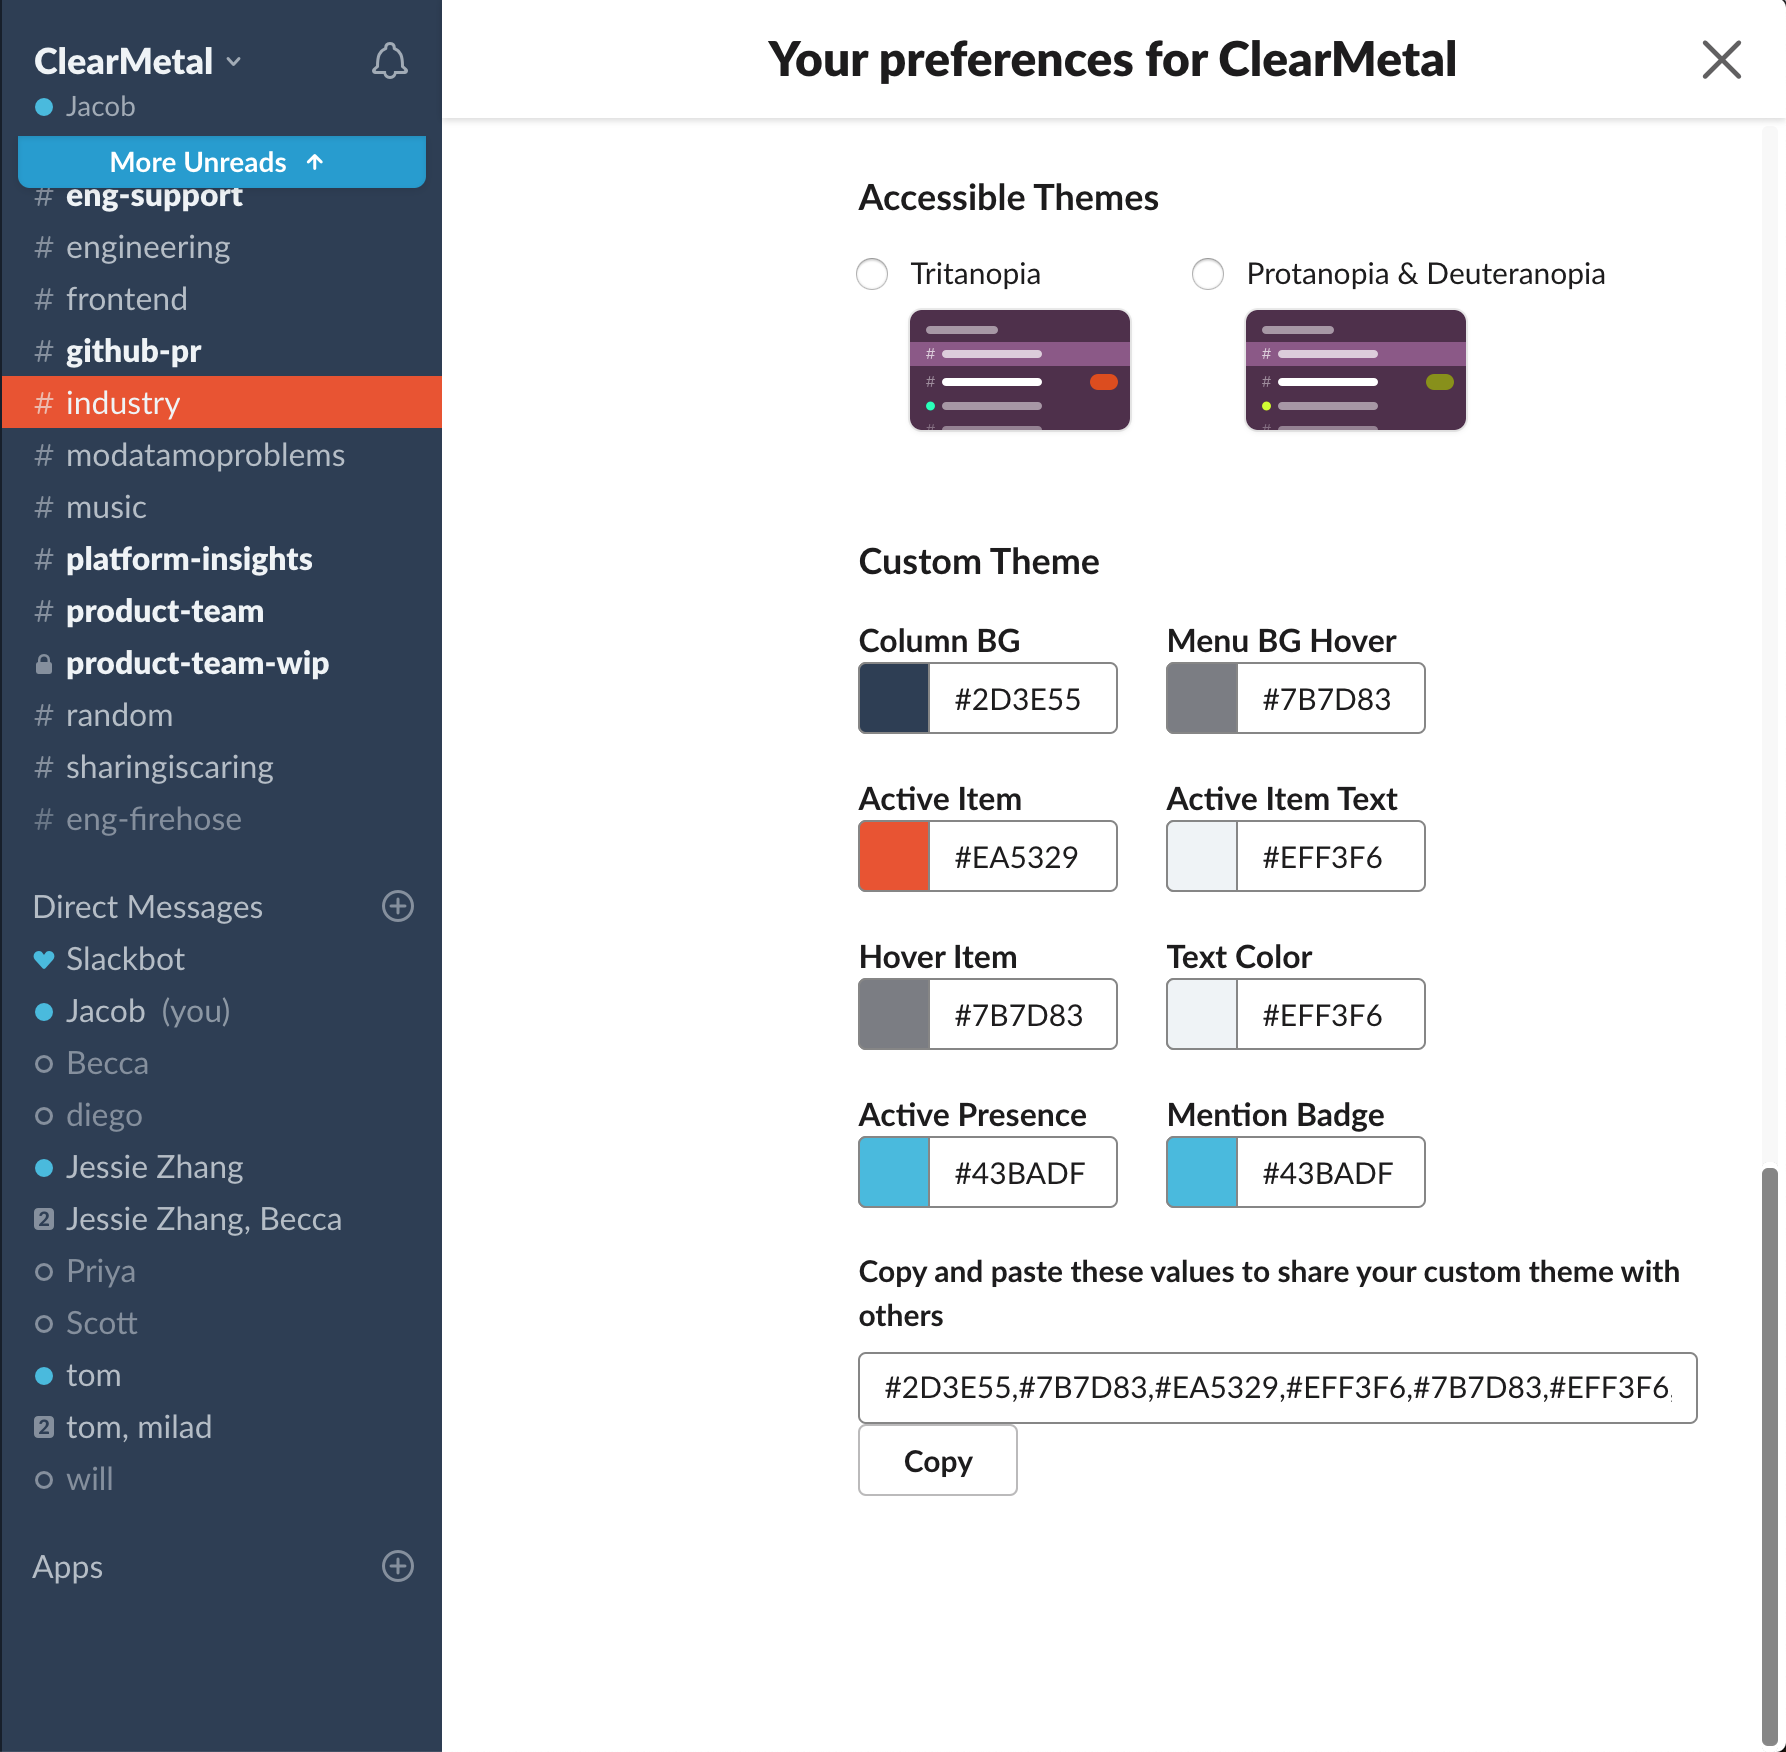 ClearMetal
Jacob
More Unreads ↑
# eng-support
# engineering
# frontend
# github-pr
# industry
# modatamoproblems
# music
# platform-insights
# product-team
product-team-wip
# random
# sharingiscaring
# eng-firehose
Direct Messages
Slackbot
Jacob (you)
Becca
diego
Jessie Zhang
2 Jessie Zhang, Becca
Priya
Scott
tom
2 tom, milad
will
Apps
Your preferences for ClearMetal
Accessible Themes
Tritanopia
#
#
#
Protanopia & Deuteranopia
#
#
#
Custom Theme
Column BG
#2D3E55
Menu BG Hover
#7B7D83
Active Item
#EA5329
Active Item Text
#EFF3F6
Hover Item
#7B7D83
Text Color
#EFF3F6
Active Presence
#43BADF
Mention Badge
#43BADF
Copy and paste these values to share your custom theme with
others
#2D3E55,#7B7D83,#EA5329,#EFF3F6,#7B7D83,#EFF3F6,
Copy